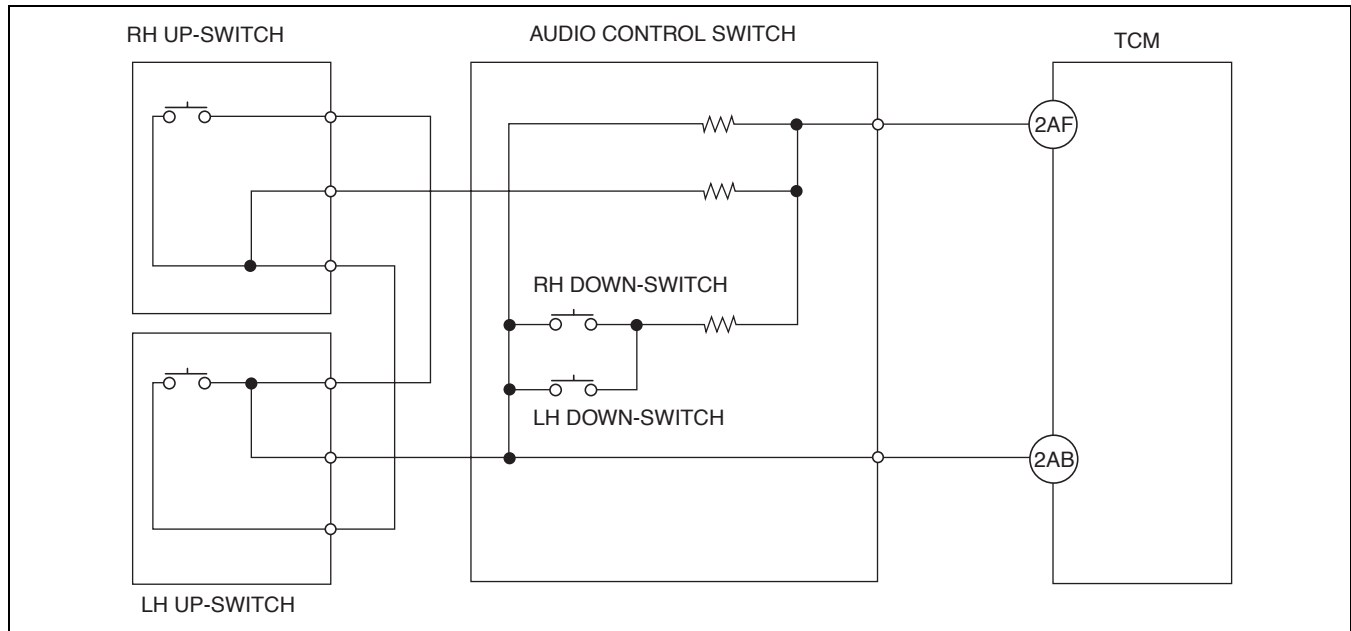 RH UP-SWITCH
AUDIO CONTROL SWITCH
TCM
2AF
RH DOWN-SWITCH
LH DOWN-SWITCH
2AB
LH UP-SWITCH